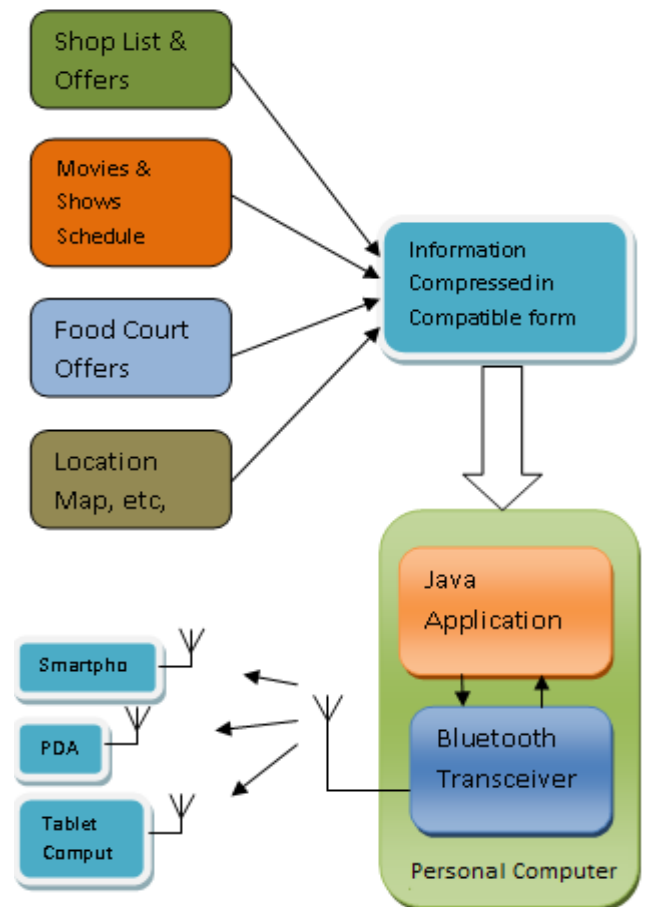 Shop List &
Offers
Movies &
Shows
Schedule
Food Court
Offers
Location
Map, etc,
Information
Compressed in
Compatible form
Java
Application
Bluetooth
Transceiver
Personal Computer
Smartpho
PDA
Tablet
Comput